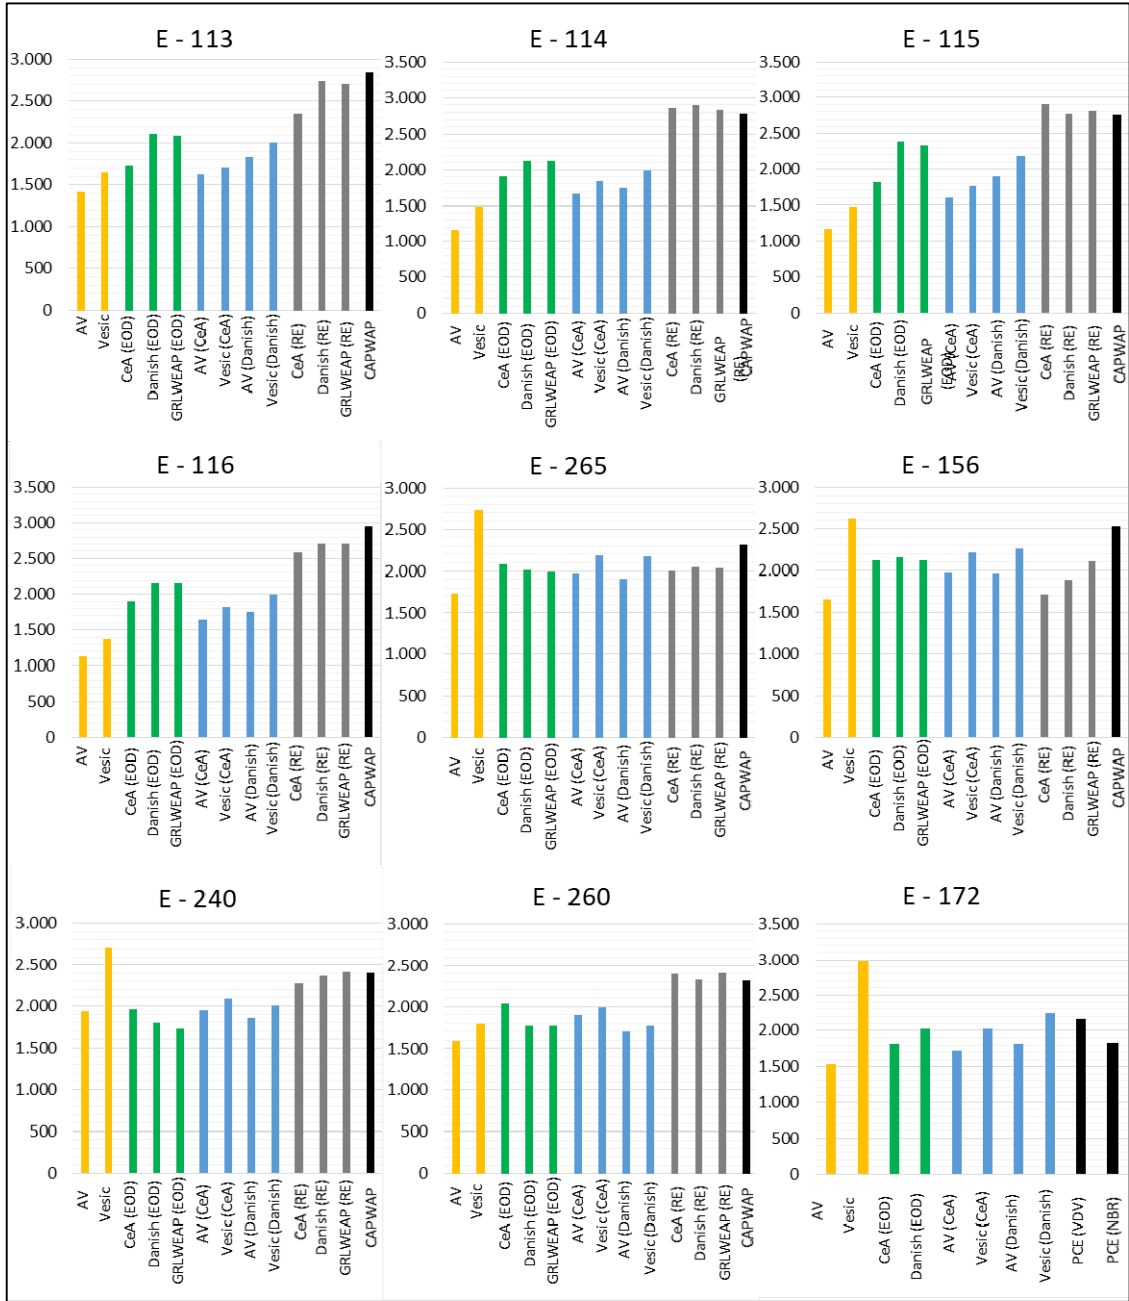 E - 113
3.000
2.500
2.000
1.500
1.000
500
0
AV
Vesic
CeA (EOD)
Danish (EOD)
GRLWEAP (EOD)
AV (CeA)
Vesic (CeA)
AV (Danish)
Vesic (Danish)
CeA (RE)
Danish (RE)
GRLWEAP (RE)
CAPWAP
E - 114
3.500
3.000
2.500
2.000
1.500
1.000
500
0
AV
Vesic
CeA (EOD)
Danish (EOD)
GRLWEAP (EOD)
AV (CeA)
Vesic (CeA)
AV (Danish)
Vesic (Danish)
CeA (RE)
Danish (RE)
GRLWEAP
(RE)
CAPWAP
E - 115
3.500
3.000
2.500
2.000
1.500
1.000
500
0
AV
Vesic
CeA (EOD)
Danish (EOD)
GRLWEAP
(EOD)
AV (CeA)
Vesic (CeA)
AV (Danish)
Vesic (Danish)
CeA (RE)
Danish (RE)
GRLWEAP (RE)
CAPWAP
E - 116
3.500
3.000
2.500
2.000
1.500
1.000
500
0
AV
Vesic
CeA (EOD)
Danish (EOD)
GRLWEAP (EOD)
AV (CeA)
Vesic (CeA)
AV (Danish)
Vesic (Danish)
CeA (RE)
Danish (RE)
GRLWEAP (RE)
CAPWAP
E - 265
3.000
2.500
2.000
1.500
1.000
500
0
AV
Vesic
CeA (EOD)
Danish (EOD)
GRLWEAP (EOD)
AV (CeA)
Vesic (CeA)
AV (Danish)
Vesic (Danish)
CeA (RE)
Danish (RE)
GRLWEAP (RE)
CAPWAP
E - 156
3.000
2.500
2.000
1.500
1.000
500
0
AV
Vesic
CeA (EOD)
Danish (EOD)
GRLWEAP (EOD)
AV (CeA)
Vesic (CeA)
AV (Danish)
Vesic (Danish)
CeA (RE)
Danish (RE)
GRLWEAP (RE)
CAPWAP
E - 240
3.000
2.500
2.000
1.500
1.000
500
0
AV
Vesic
CeA (EOD)
Danish (EOD)
GRLWEAP (EOD)
AV (CeA)
Vesic (CeA)
AV (Danish)
Vesic (Danish)
CeA (RE)
Danish (RE)
GRLWEAP (RE)
CAPWAP
E - 260
3.000
2.500
2.000
1.500
1.000
500
0
AV
Vesic
CeA (EOD)
Danish (EOD)
GRLWEAP (EOD)
AV (CeA)
Vesic (CeA)
AV (Danish)
Vesic (Danish)
CeA (RE)
Danish (RE)
GRLWEAP (RE)
CAPWAP
E - 172
3.500
3.000
2.500
2.000
1.500
1.000
500
0
AV
Vesic
CeA (EOD)
Danish (EOD)
AV (CeA)
Vesic (CeA)
AV (Danish)
Vesic (Danish)
PCE (VDV)
PCE (NBR)